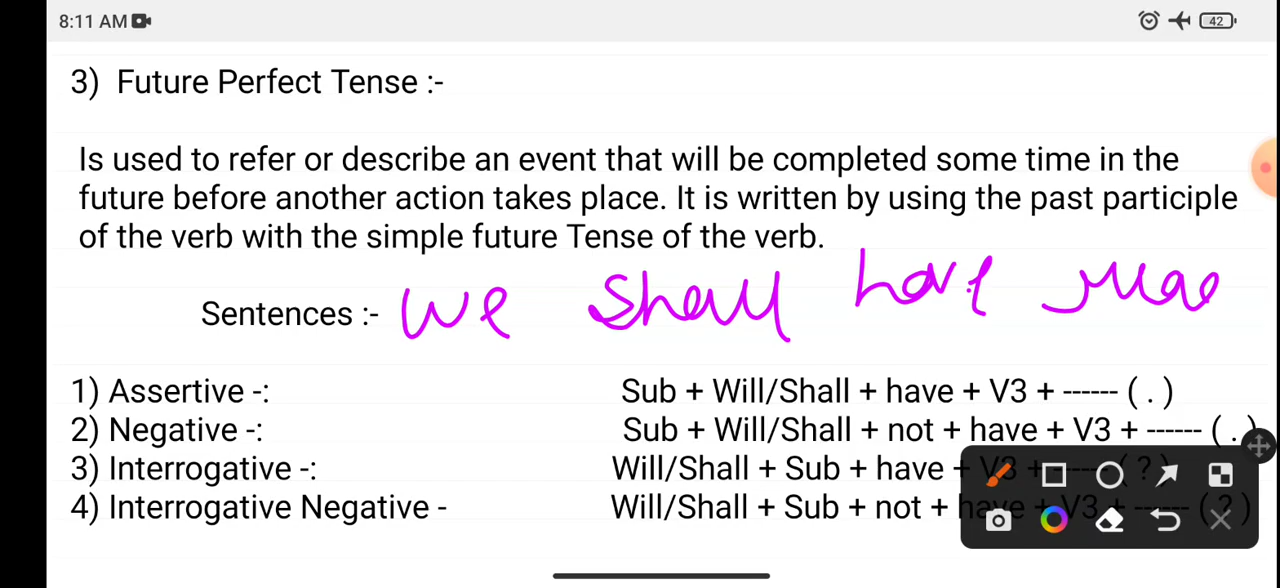 8:11 AM 42
3) Future Perfect Tense :-
Is used to refer or describe an event that will be completed some time in the
future before another action takes place. It is written by using the past participle
of the verb with the simple future Tense of the verb.
Sentences :- we shall have
1) Assertive -: Sub + Will/Shall + have + V3 + ------ ( . )
2) Negative -: Sub + Will/Shall + not + have + V3 + ------ ( . )
3) Interrogative -: Will/Shall + Sub + have + V3 + ------ ( ? )
4) Interrogative Negative - Will/Shall + Sub + not + have + V3 + ------ ( ? )